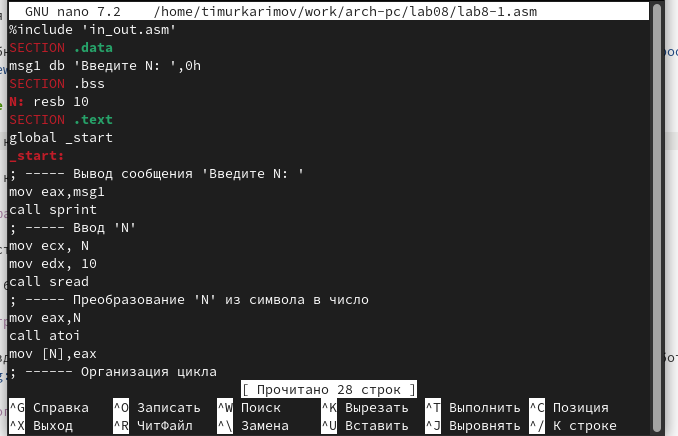 GNU nano 7.2 /home/timurkarimov/work/arch-pc/lab08/lab8-1.asm
%include 'in_out.asm'
SECTION .data
msg1 db 'Введите N: ',0h
SECTION .bss
N: resb 10
SECTION .text
global _start
_start:
; ----- Вывод сообщения 'Введите N: '
mov eax,msg1
call sprint
; ----- Ввод 'N'
mov ecx, N
mov edx, 10
call sread
; ----- Преобразование 'N' из символа в число
mov eax,N
call atoi
mov [N],eax
; ------ Организация цикла
[ Прочитано 28 строк ]
^G Справка ^O Записать ^W Поиск ^K Вырезать ^T Выполнить ^C Позиция
^X Выход ^R ЧитФайл ^\ Замена ^U Вставить ^J Выровнять ^/ К строке